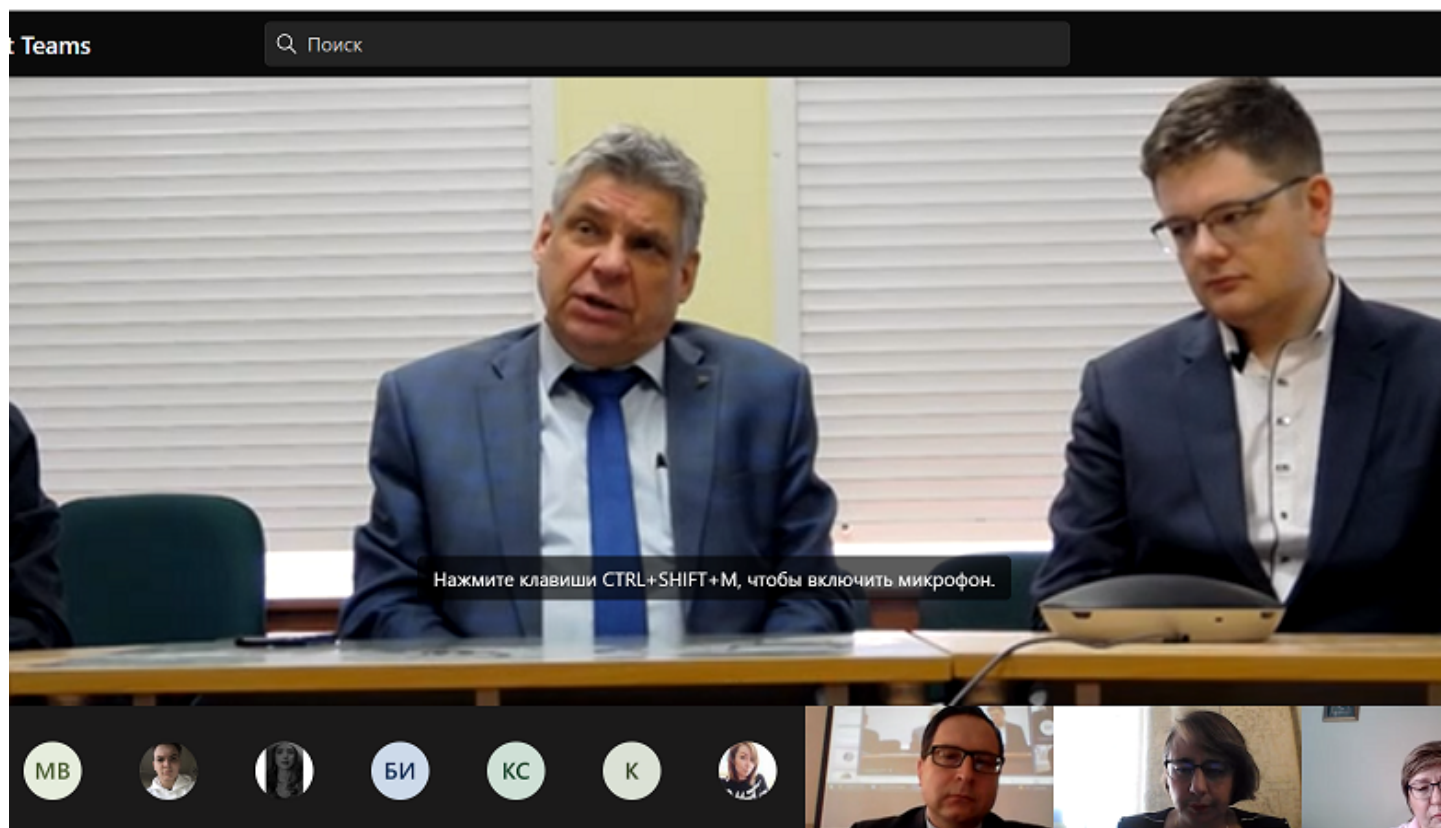 t Teams
Поиск
Нажмите клавиши CTRL+SHIFT+M, чтобы включить микрофон.
МВ
БИ
КС
К